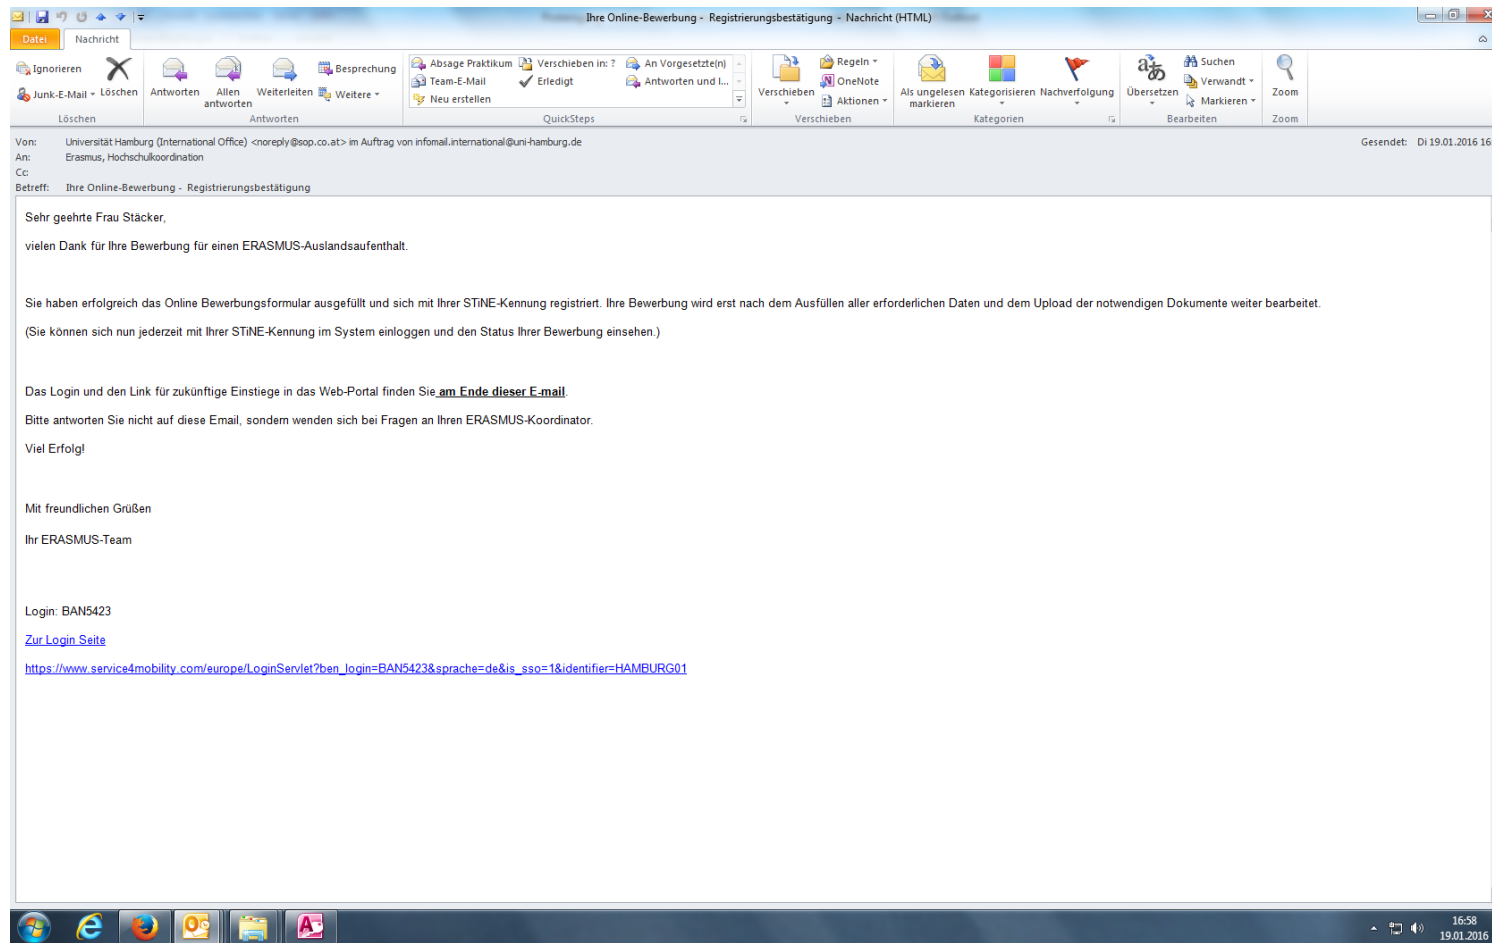 Ihre Online-Bewerbung - Registrierungsbestätigung - Nachricht (HTML)
Datei Nachricht
Ignorieren
Junk-E-Mail
Löschen
Löschen
Antworten
Allen antworten
Weiterleiten
Besprechung
Weitere
Antworten
Absage Praktikum
Team-E-Mail
Neu erstellen
Verschieben in: ?
Erledigt
An Vorgesetzte(n)
Antworten und l...
QuickSteps
Verschieben
Regeln
OneNote
Aktionen
Verschieben
Als ungelesen markieren
Kategorisieren
Nachverfolgung
Kategorien
Übersetzen
Suchen
Verwandt
Markieren
Bearbeiten
Zoom
Zoom
Von: Universität Hamburg (International Office) <noreply@sop.co.at> im Auftrag von infomail.international@uni-hamburg.de
Gesendet: Di 19.01.2016 16
An: Erasmus, Hochschulkoordination
Cc:
Betreff: Ihre Online-Bewerbung - Registrierungsbestätigung
Sehr geehrte Frau Stäcker,
vielen Dank für Ihre Bewerbung für einen ERASMUS-Auslandsaufenthalt.
Sie haben erfolgreich das Online Bewerbungsformular ausgefüllt und sich mit Ihrer STiNE-Kennung registriert. Ihre Bewerbung wird erst nach dem Ausfüllen aller erforderlichen Daten und dem Upload der notwendigen Dokumente weiter bearbeitet.
(Sie können sich nun jederzeit mit Ihrer STiNE-Kennung im System einloggen und den Status Ihrer Bewerbung einsehen.)
Das Login und den Link für zukünftige Einstiege in das Web-Portal finden Sie am Ende dieser E-mail.
Bitte antworten Sie nicht auf diese Email, sondern wenden sich bei Fragen an Ihren ERASMUS-Koordinator.
Viel Erfolg!
Mit freundlichen Grüßen
Ihr ERASMUS-Team
Login: BAN5423
Zur Login Seite
https://www.service4mobility.com/europe/LoginServlet?ben_login=BAN5423&sprache=de&is_sso=1&identifier=HAMBURG01
16:58
19.01.2016